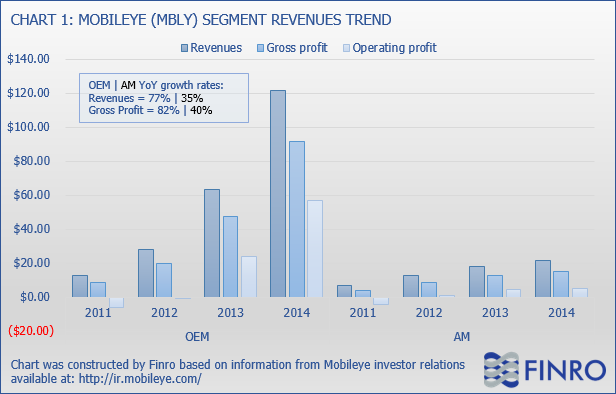 CHART 1: MOBILEYE (MBLY) SEGMENT REVENUES TREND
Revenues Gross profit Operating profit
$140.00
$120.00
$100.00
$80.00
$60.00
$40.00
$20.00
$0.00
($20.00)
OEM | AM YoY growth rates:
Revenues = 77% | 35%
Gross Profit = 82% | 40%
2011 2012 2013 2014 2011 2012 2013 2014
OEM AM
Chart was constructed by Finro based on information from Mobileye investor relations
available at: http://ir.mobileye.com/
FINRO